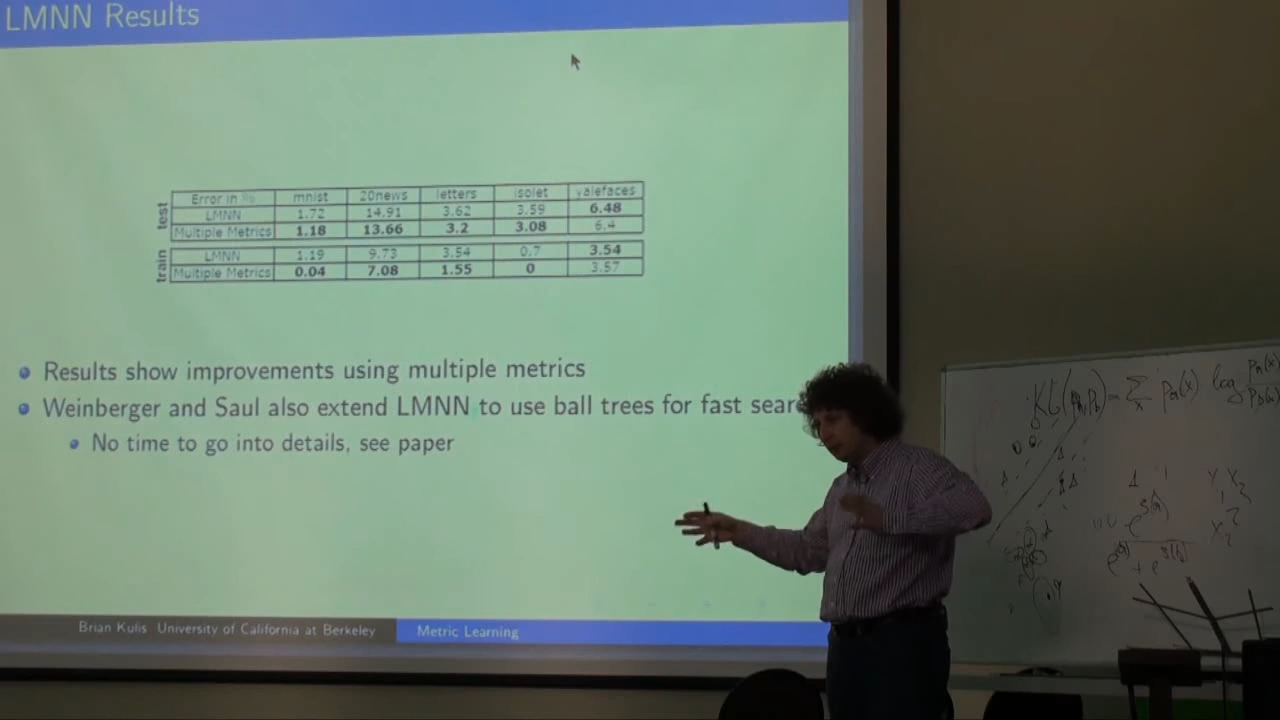 LMNN Results
Error in % mnist 20news letters isolet yalefaces
test
LMNN 1.72 14.91 3.62 3.59 6.48
Multiple Metrics 1.18 13.66 3.2 3.08 6.4
train
LMNN 1.19 9.73 3.54 0.7 3.54
Multiple Metrics 0.04 7.08 1.55 0 3.57
Results show improvements using multiple metrics
Weinberger and Saul also extend LMNN to use ball trees for fast sear
No time to go into details, see paper
Brian Kulis University of California at Berkeley Metric Learning